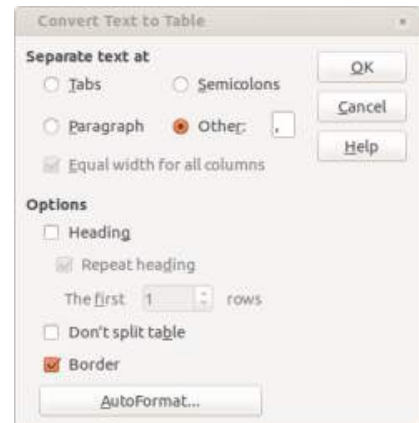 Convert Text to Table
Separate text at
Tabs
Semicolons
OK
Paragraph
Other:
,
Cancel
Equal width for all columns
Help
Options
Heading
Repeat heading
The first 1 rows
Don't split table
Border
AutoFormat...